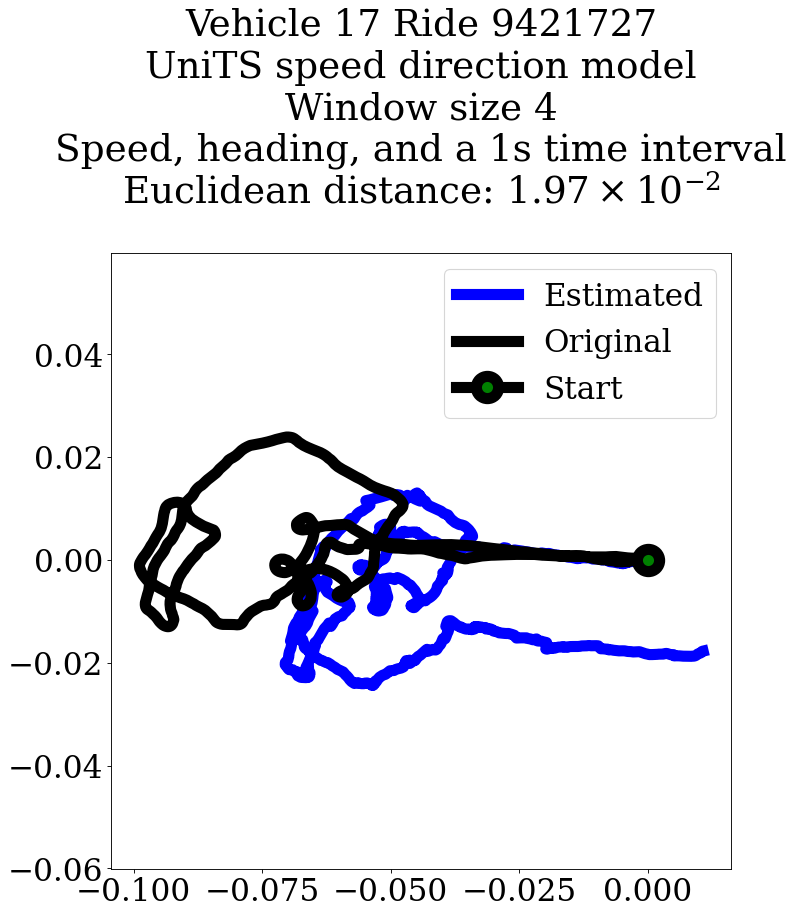 Vehicle 17 Ride 9421727
UniTS speed direction model
Window size 4
Speed, heading, and a 1s time interval
Euclidean distance: 1.97 × 10⁻²
Estimated
Original
Start
0.04
0.02
0.00
−0.02
−0.04
−0.06
−0.100 −0.075 −0.050 −0.025 0.000